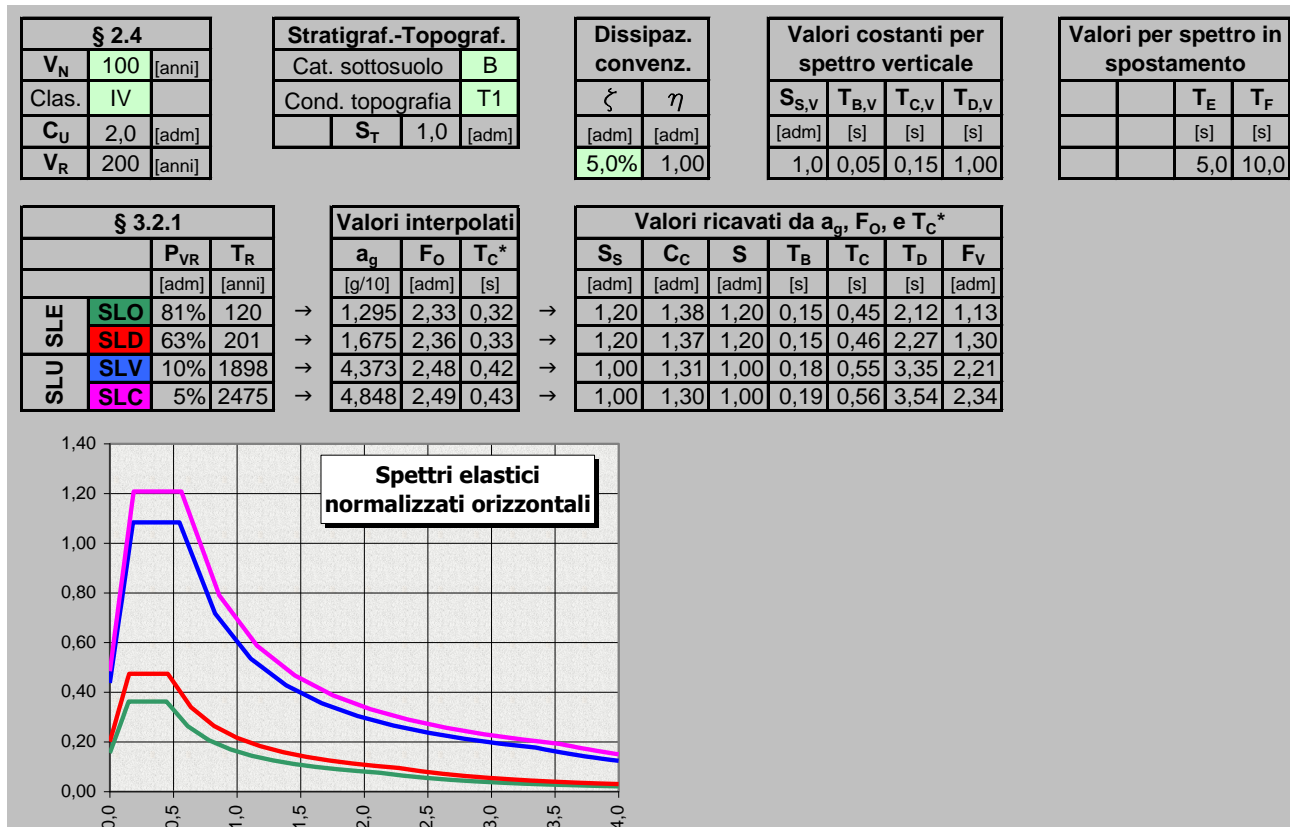 § 2.4
V_N 100 [anni]
Clas. IV
C_U 2,0 [adm]
V_R 200 [anni]
Stratigraf.-Topograf.
Cat. sottosuolo B
Cond. topografia T1
S_T 1,0 [adm]
Dissipaz.
convenz.
ζ η
[adm] [adm]
5,0% 1,00
Valori costanti per
spettro verticale
S_S,V T_B,V T_C,V T_D,V
[adm] [s] [s] [s]
1,0 0,05 0,15 1,00
Valori per spettro in
spostamento
T_E T_F
[s] [s]
5,0 10,0
§ 3.2.1 Valori interpolati Valori ricavati da a_g, F_O, e T_C*
P_VR T_R a_g F_O T_C* S_S C_C S T_B T_C T_D F_V
[adm] [anni] [g/10] [adm] [s] [adm] [adm] [adm] [s] [s] [s] [adm]
SLE
SLO 81% 120 → 1,295 2,33 0,32 → 1,20 1,38 1,20 0,15 0,45 2,12 1,13
SLD 63% 201 → 1,675 2,36 0,33 → 1,20 1,37 1,20 0,15 0,46 2,27 1,30
SLU
SLV 10% 1898 → 4,373 2,48 0,42 → 1,00 1,31 1,00 0,18 0,55 3,35 2,21
SLC 5% 2475 → 4,848 2,49 0,43 → 1,00 1,30 1,00 0,19 0,56 3,54 2,34
Spettri elastici
normalizzati orizzontali
1,40
1,20
1,00
0,80
0,60
0,40
0,20
0,00
0,0 0,5 1,0 1,5 2,0 2,5 3,0 3,5 4,0